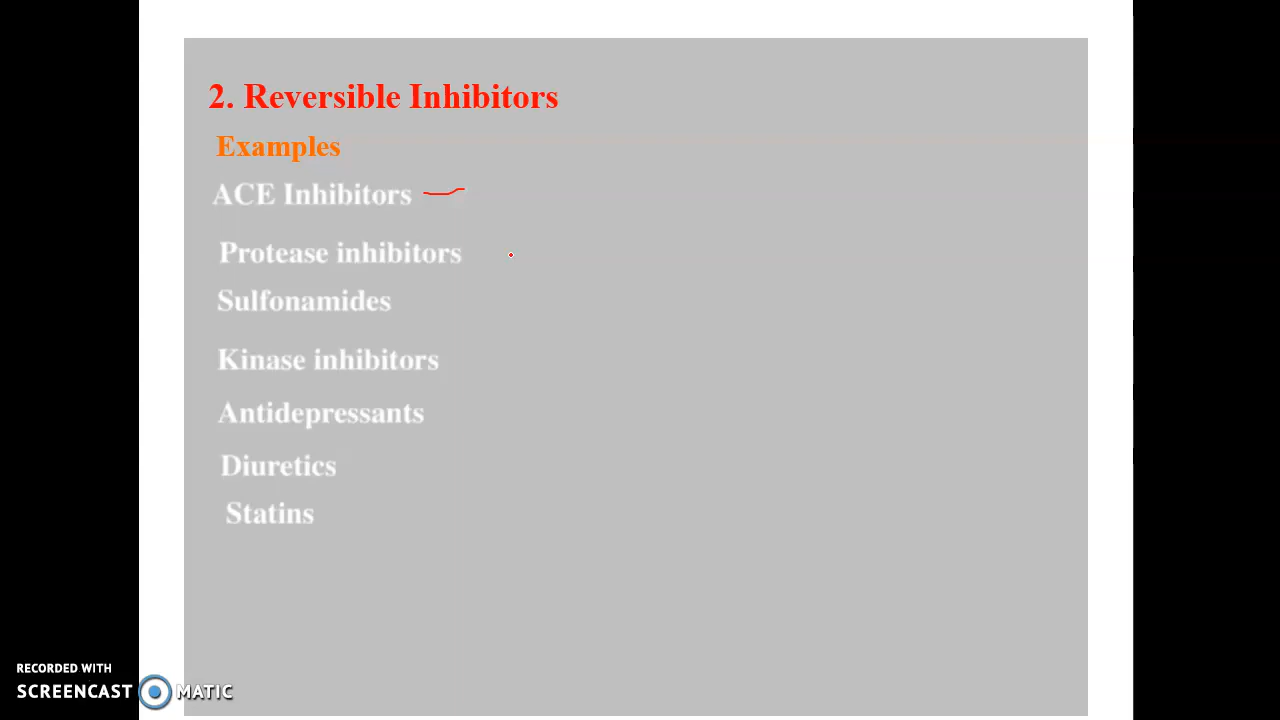 2. Reversible Inhibitors
Examples
ACE Inhibitors
Protease inhibitors
Sulfonamides
Kinase inhibitors
Antidepressants
Diuretics
Statins
RECORDED WITH
SCREENCAST MATIC